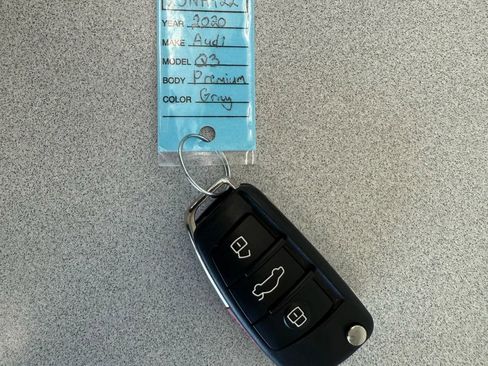 YEAR 2020
MAKE Audi
MODEL Q3
BODY Premium
COLOR Gray